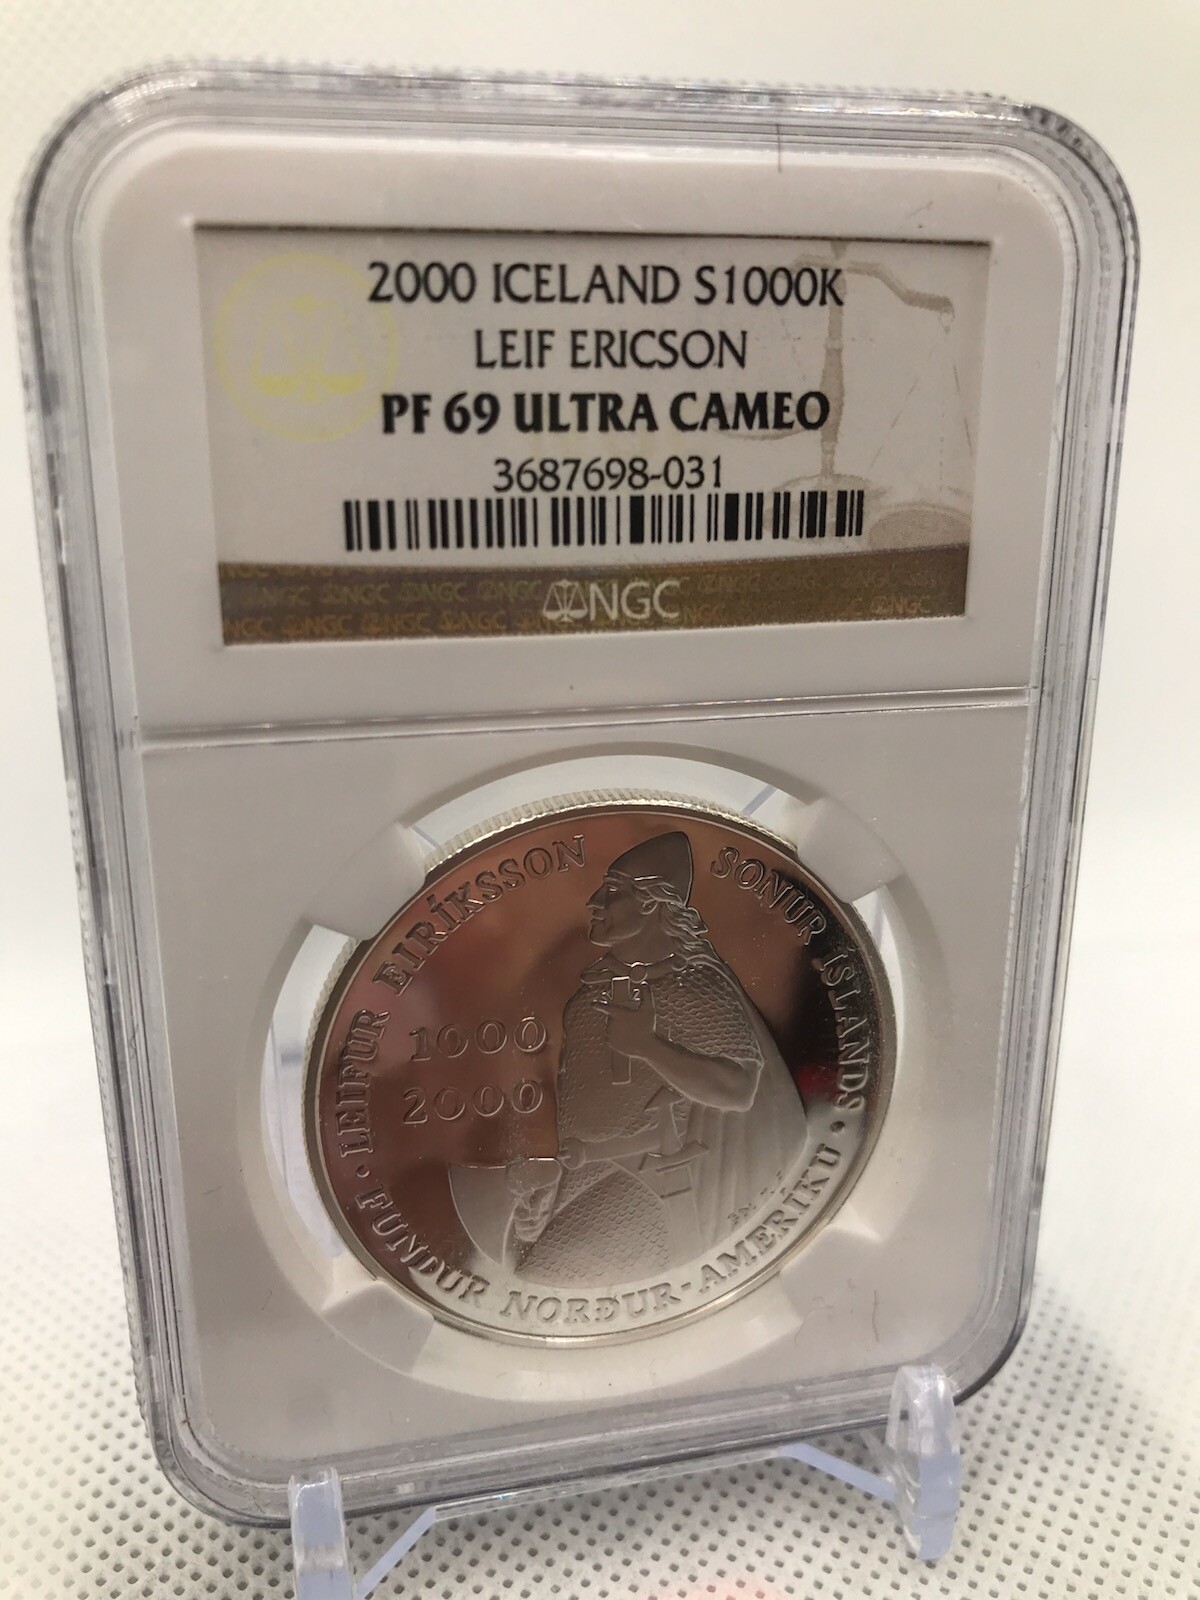 2000 ICELAND S1000K
LEIF ERICSON
PF 69 ULTRA CAMEO
3687698-031
NGC
· LEIFUR EIRÍKSSON SONUR ÍSLANDS ·
1000
2000
FUNDUR NORÐUR-AMERÍKU